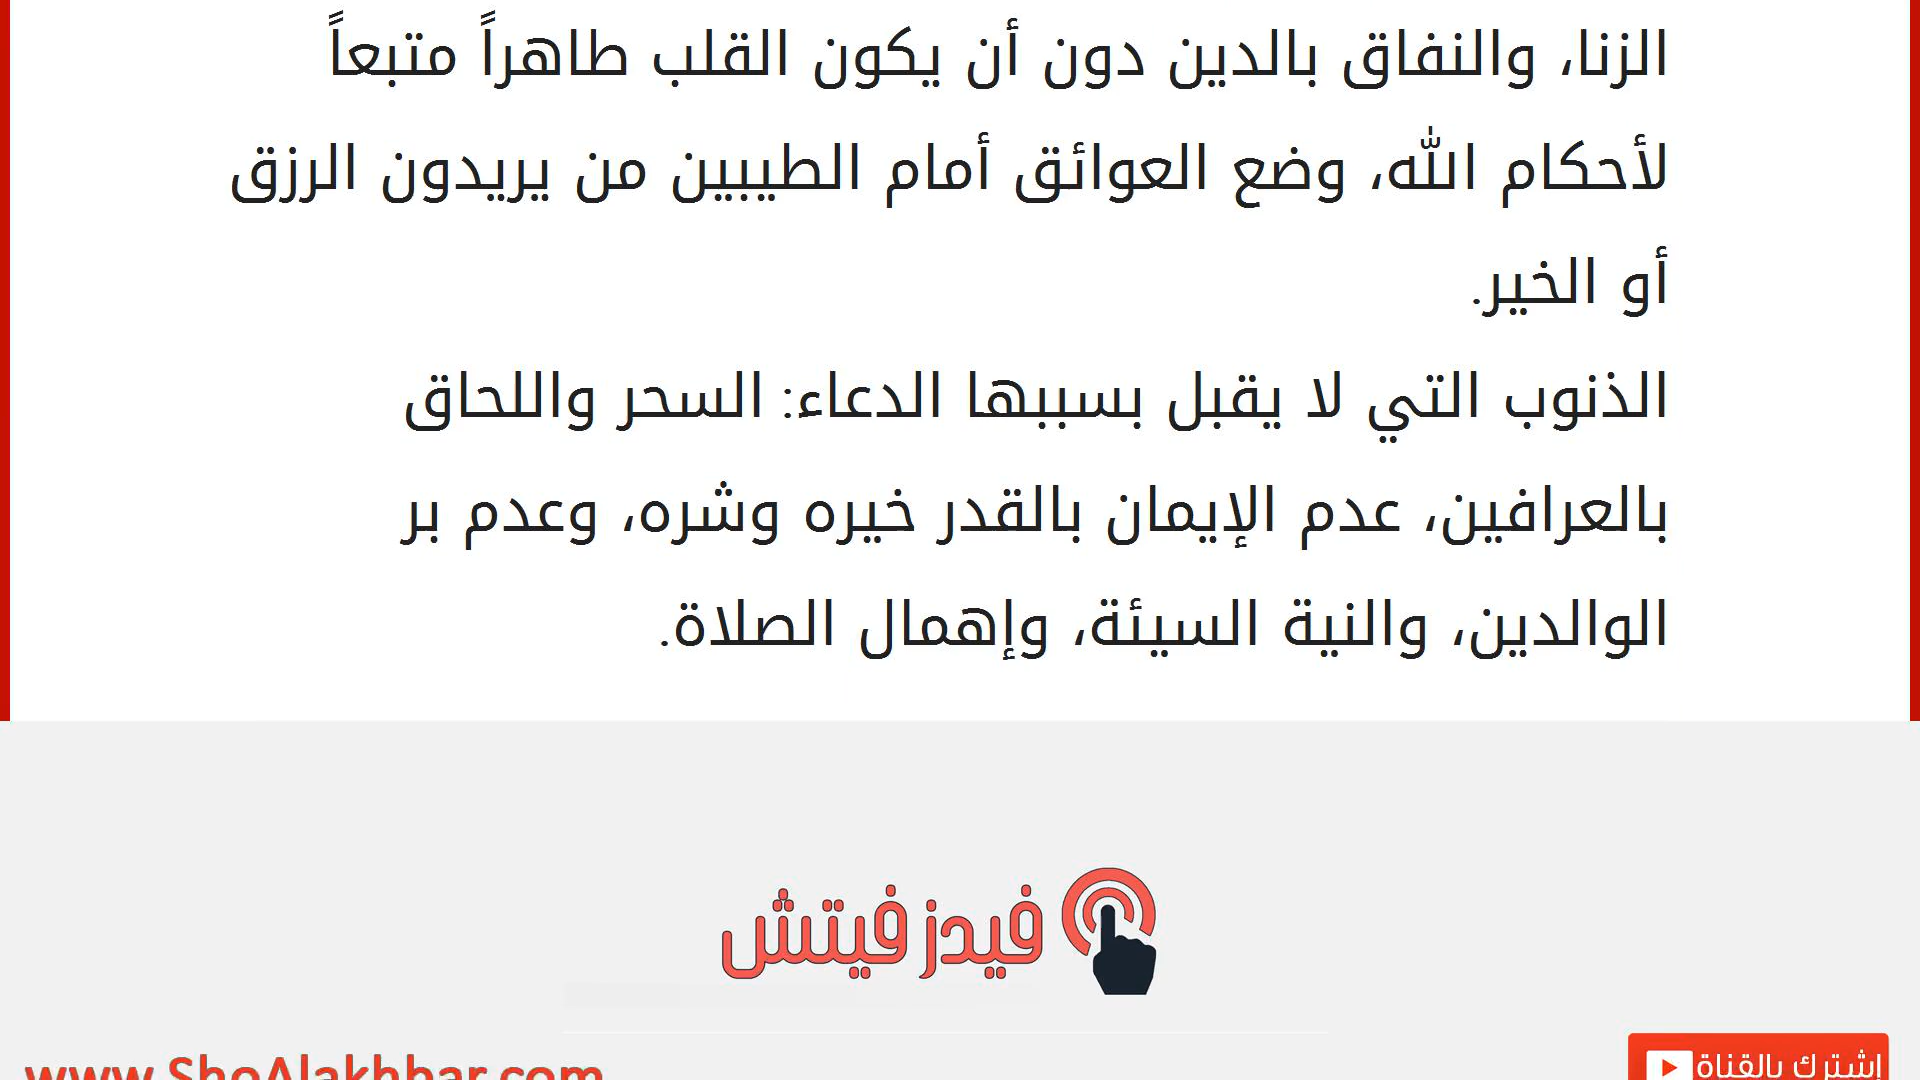 الزنا، والنفاق بالدين دون أن يكون القلب طاهراً متبعاً
لأحكام الله، وضع العوائق أمام الطيبين من يريدون الرزق
أو الخير.
الذنوب التي لا يقبل بسببها الدعاء: السحر واللحاق
بالعرافين، عدم الإيمان بالقدر خيره وشره، وعدم بر
الوالدين، والنية السيئة، وإهمال الصلاة.
فيدز فيتش
www.ShoAlakhbar.com
إشترك بالقناة